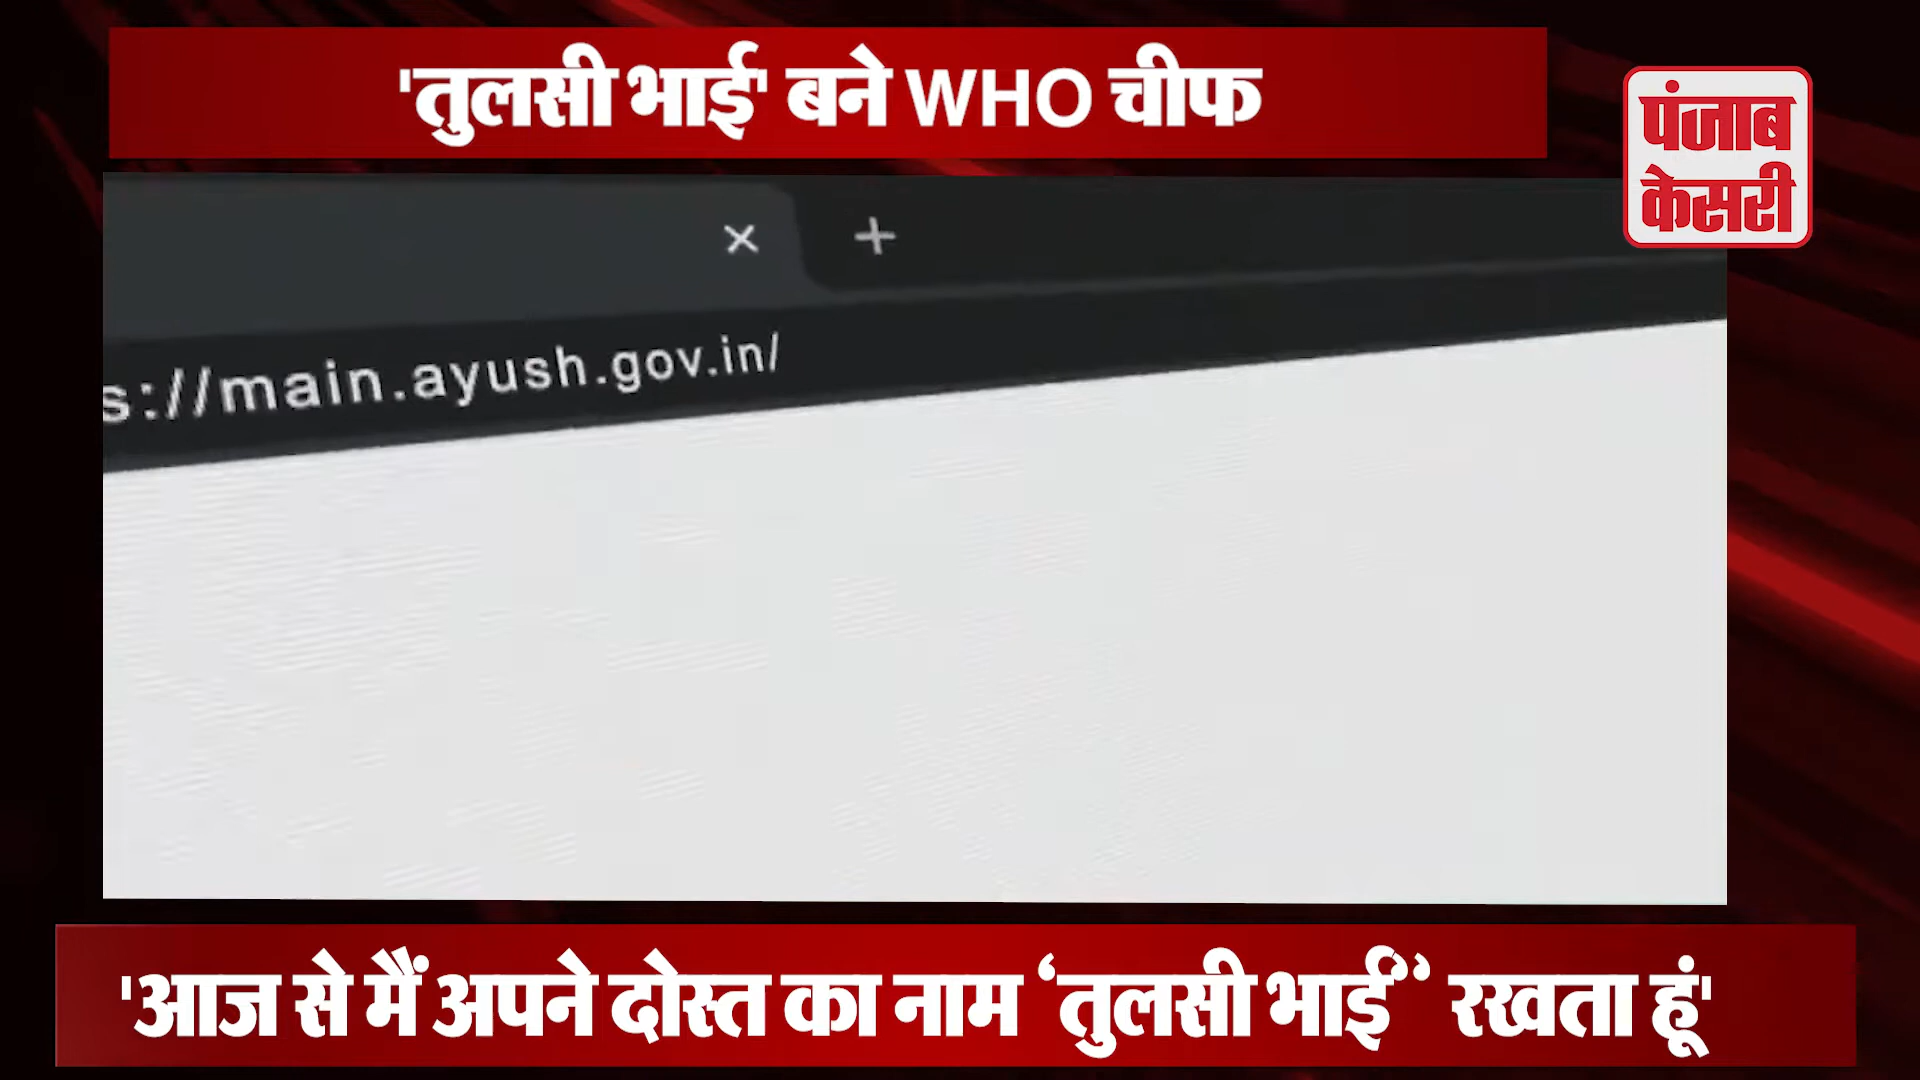 'तुलसी भाई' बने WHO चीफ
पंजाब
केसरी
s://main.ayush.gov.in/
'आज से मैं अपने दोस्त का नाम ‘तुलसी भाई’ रखता हूं'